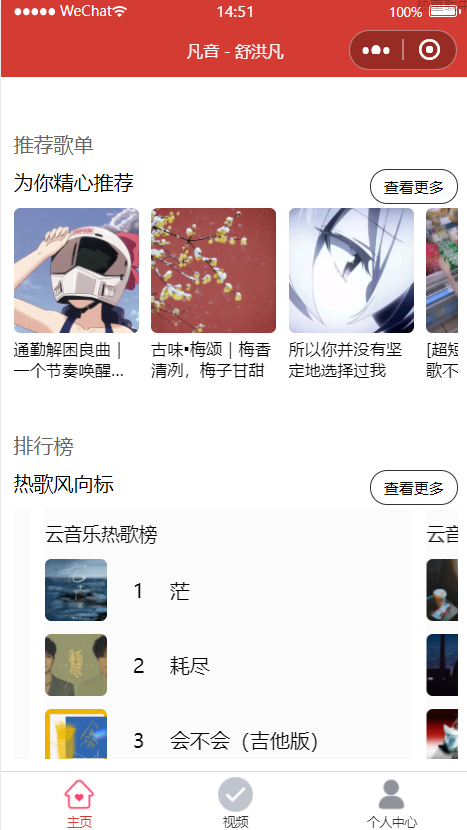 WeChat 14:51 100%
凡音 - 舒洪凡
推荐歌单
为你精心推荐
查看更多
通勤解困良曲｜
一个节奏唤醒...
古味▪梅颂｜梅香
清冽，梅子甘甜
所以你并没有坚
定地选择过我
[超短
歌不
排行榜
热歌风向标
查看更多
云音乐热歌榜
云音
1 茫
2 耗尽
3 会不会（吉他版）
主页
视频
个人中心